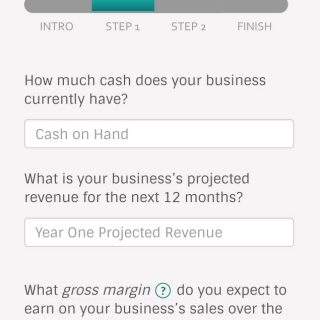 INTRO STEP 1 STEP 2 FINISH
How much cash does your business
currently have?
Cash on Hand
What is your business’s projected
revenue for the next 12 months?
Year One Projected Revenue
What gross margin ? do you expect to
earn on your business’s sales over the